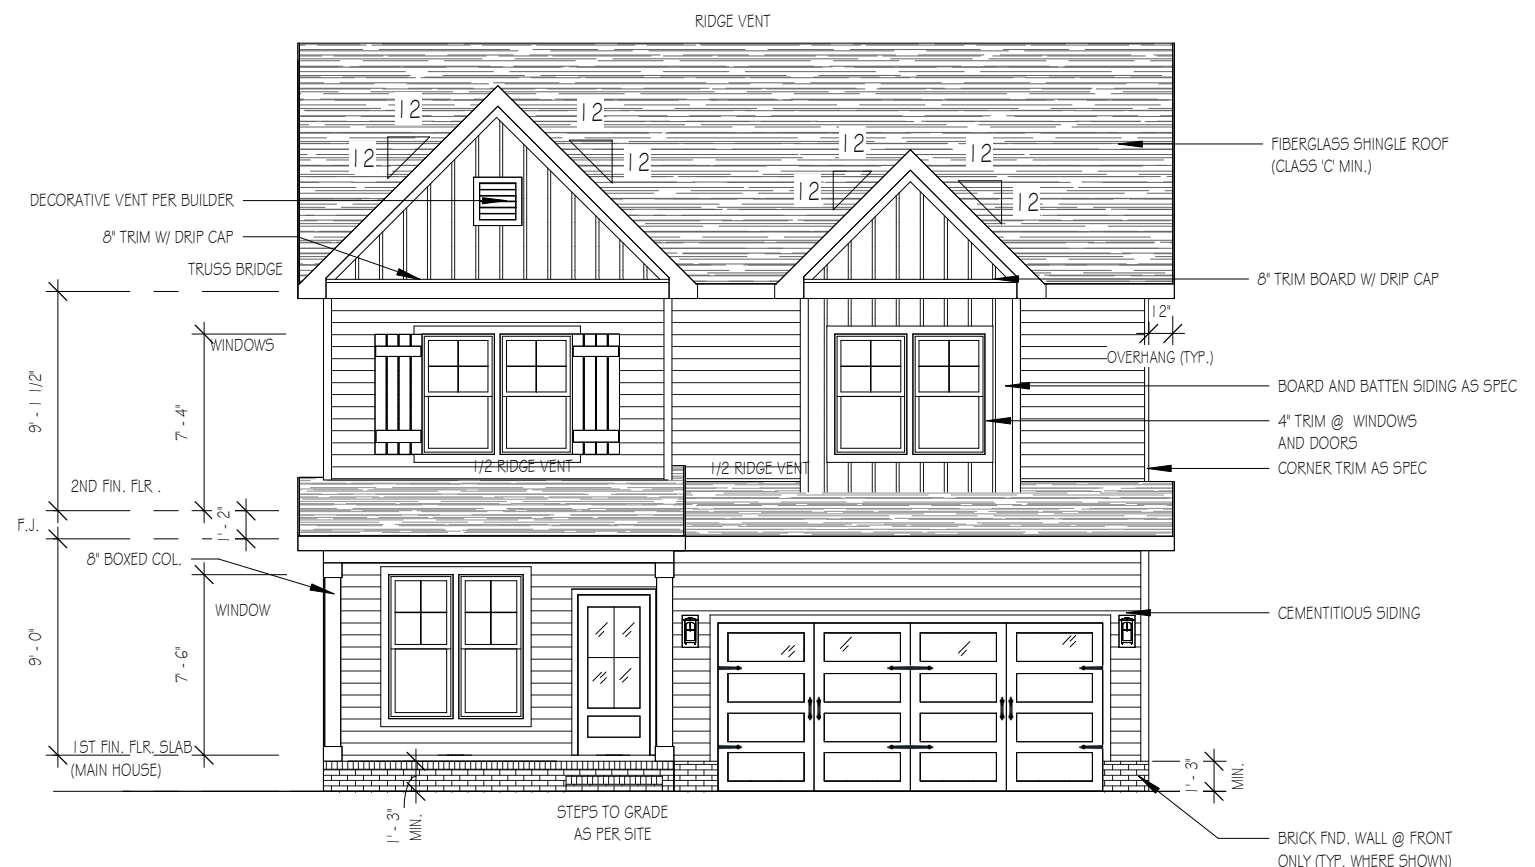 RIDGE VENT
12
12
12
12
12
12
12
12
FIBERGLASS SHINGLE ROOF
(CLASS 'C' MIN.)
DECORATIVE VENT PER BUILDER
8" TRIM W/ DRIP CAP
TRUSS BRIDGE
8" TRIM BOARD W/ DRIP CAP
12"
OVERHANG (TYP.)
WINDOWS
9' - 1 1/2"
7' - 4"
BOARD AND BATTEN SIDING AS SPEC
4" TRIM @ WINDOWS
AND DOORS
CORNER TRIM AS SPEC
1/2 RIDGE VENT
1/2 RIDGE VENT
2ND FIN. FLR .
F.J.
1' - 2"
8" BOXED COL.
WINDOW
9' - 0"
7' - 6"
CEMENTITIOUS SIDING
1ST FIN. FLR. SLAB
(MAIN HOUSE)
1' - 3"
MIN.
STEPS TO GRADE
AS PER SITE
1' - 3"
MIN.
BRICK FND. WALL @ FRONT
ONLY (TYP. WHERE SHOWN)